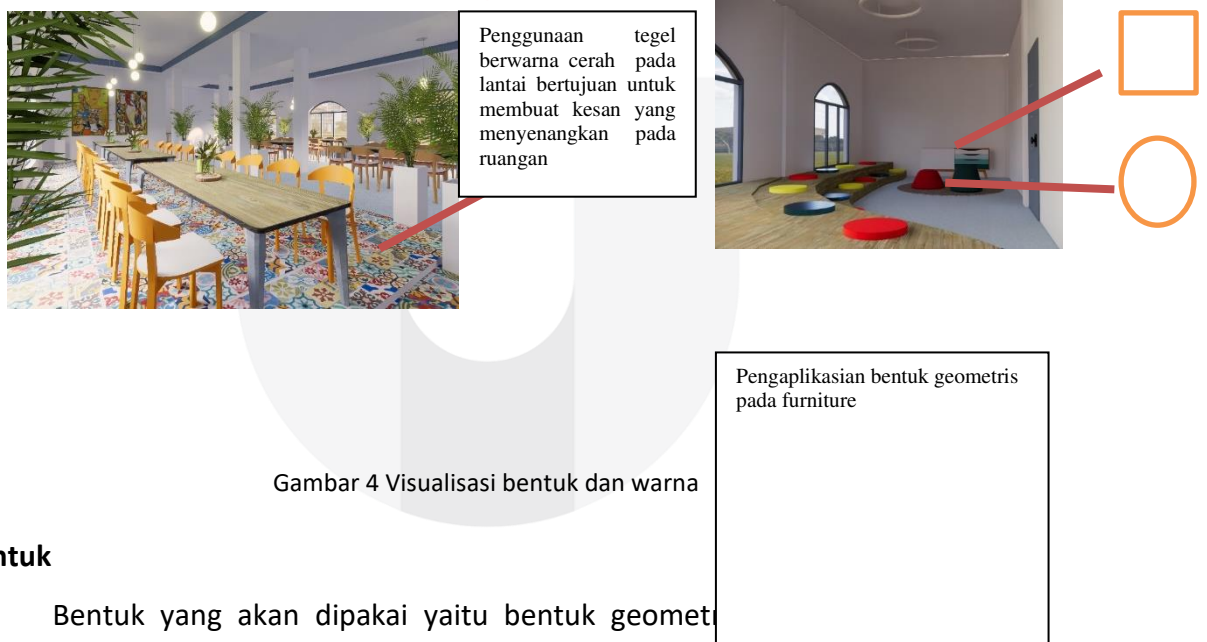 Penggunaan tegel
berwarna cerah pada
lantai bertujuan untuk
membuat kesan yang
menyenangkan pada
ruangan
Pengaplikasian bentuk geometris
pada furniture
Gambar 4 Visualisasi bentuk dan warna
ntuk
Bentuk yang akan dipakai yaitu bentuk geomet